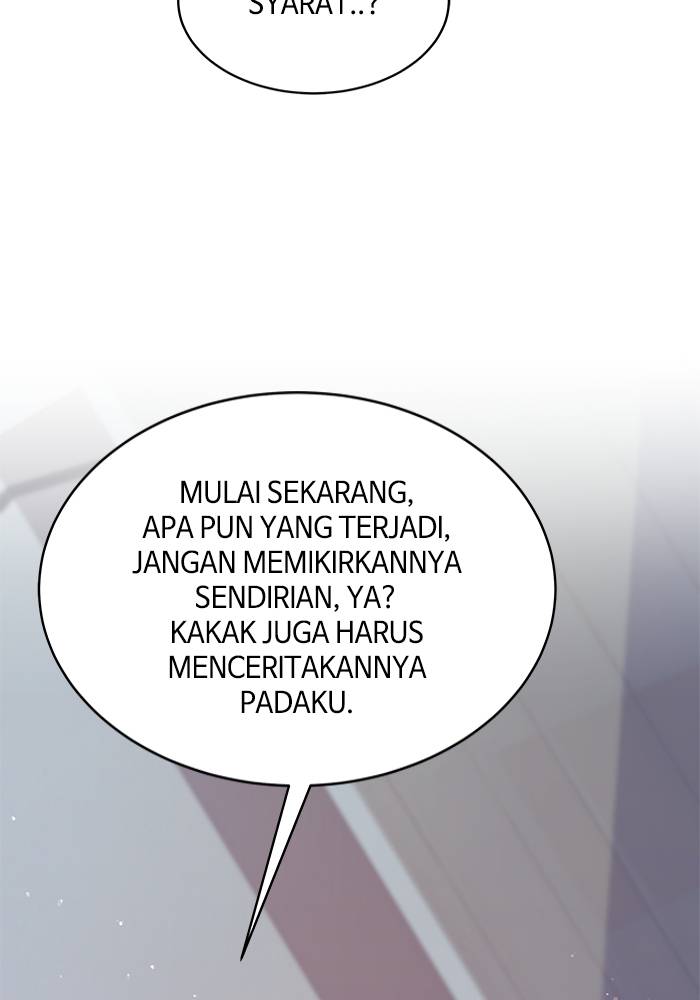 SYARAT..?
MULAI SEKARANG,
APA PUN YANG TERJADI,
JANGAN MEMIKIRKANNYA
SENDIRIAN, YA?
KAKAK JUGA HARUS
MENCERITAKANNYA
PADAKU.